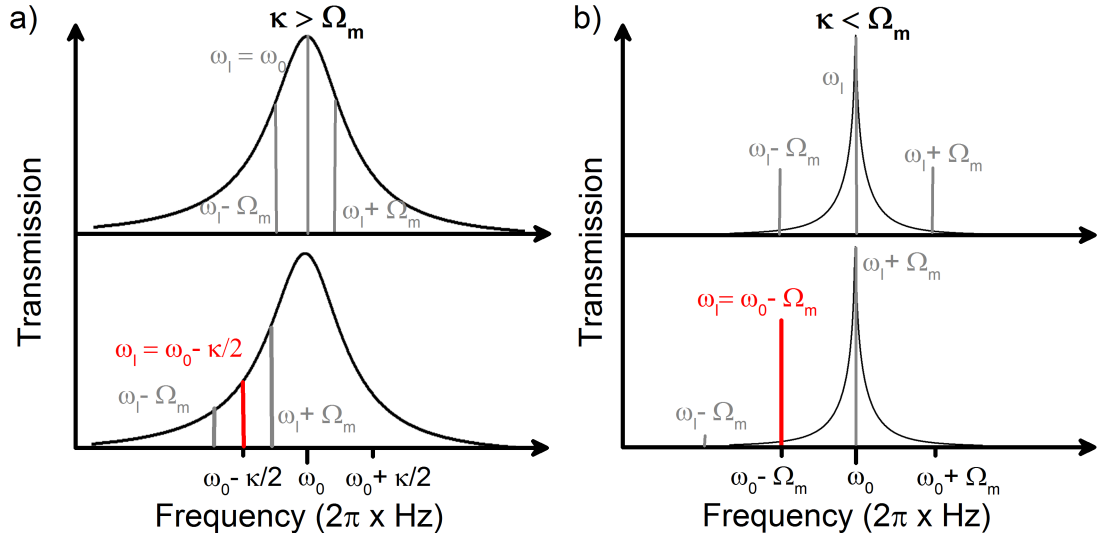 a)
κ > Ωm
ωl = ω0
ωl- Ωm
ωl+ Ωm
Transmission
ωl = ω0- κ/2
ωl- Ωm
ωl+ Ωm
ω0- κ/2
ω0
ω0+ κ/2
Frequency (2π x Hz)
b)
κ < Ωm
ωl
ωl- Ωm
ωl+ Ωm
Transmission
ωl+ Ωm
ωl= ω0- Ωm
ωl- Ωm
ω0- Ωm
ω0
ω0+ Ωm
Frequency (2π x Hz)